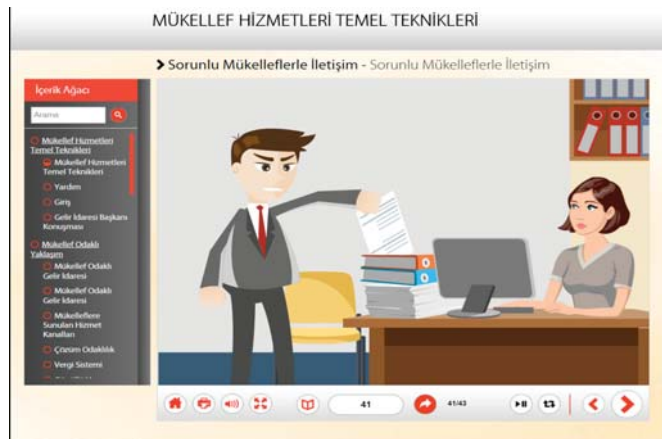 MÜKELLEF HİZMETLERİ TEMEL TEKNİKLERİ
Sorunlu Mükelleflerle İletişim - Sorunlu Mükelleflerle İletişim
İçerik Ağacı
Arama
Mükellef Hizmetleri
Temel Teknikleri
Mükellef Hizmetleri
Temel Teknikleri
Yardım
Giriş
Gelir İdaresi Başkanı
Konuşması
Mükellef Odaklı
Yaklaşım
Mükellef Odaklı
Gelir İdaresi
Mükellef Odaklı
Gelir İdaresi
Mükelleflere
Sunulan Hizmet
Kanalları
Çözüm Odaklılık
Vergi Sistemi
41
41/43